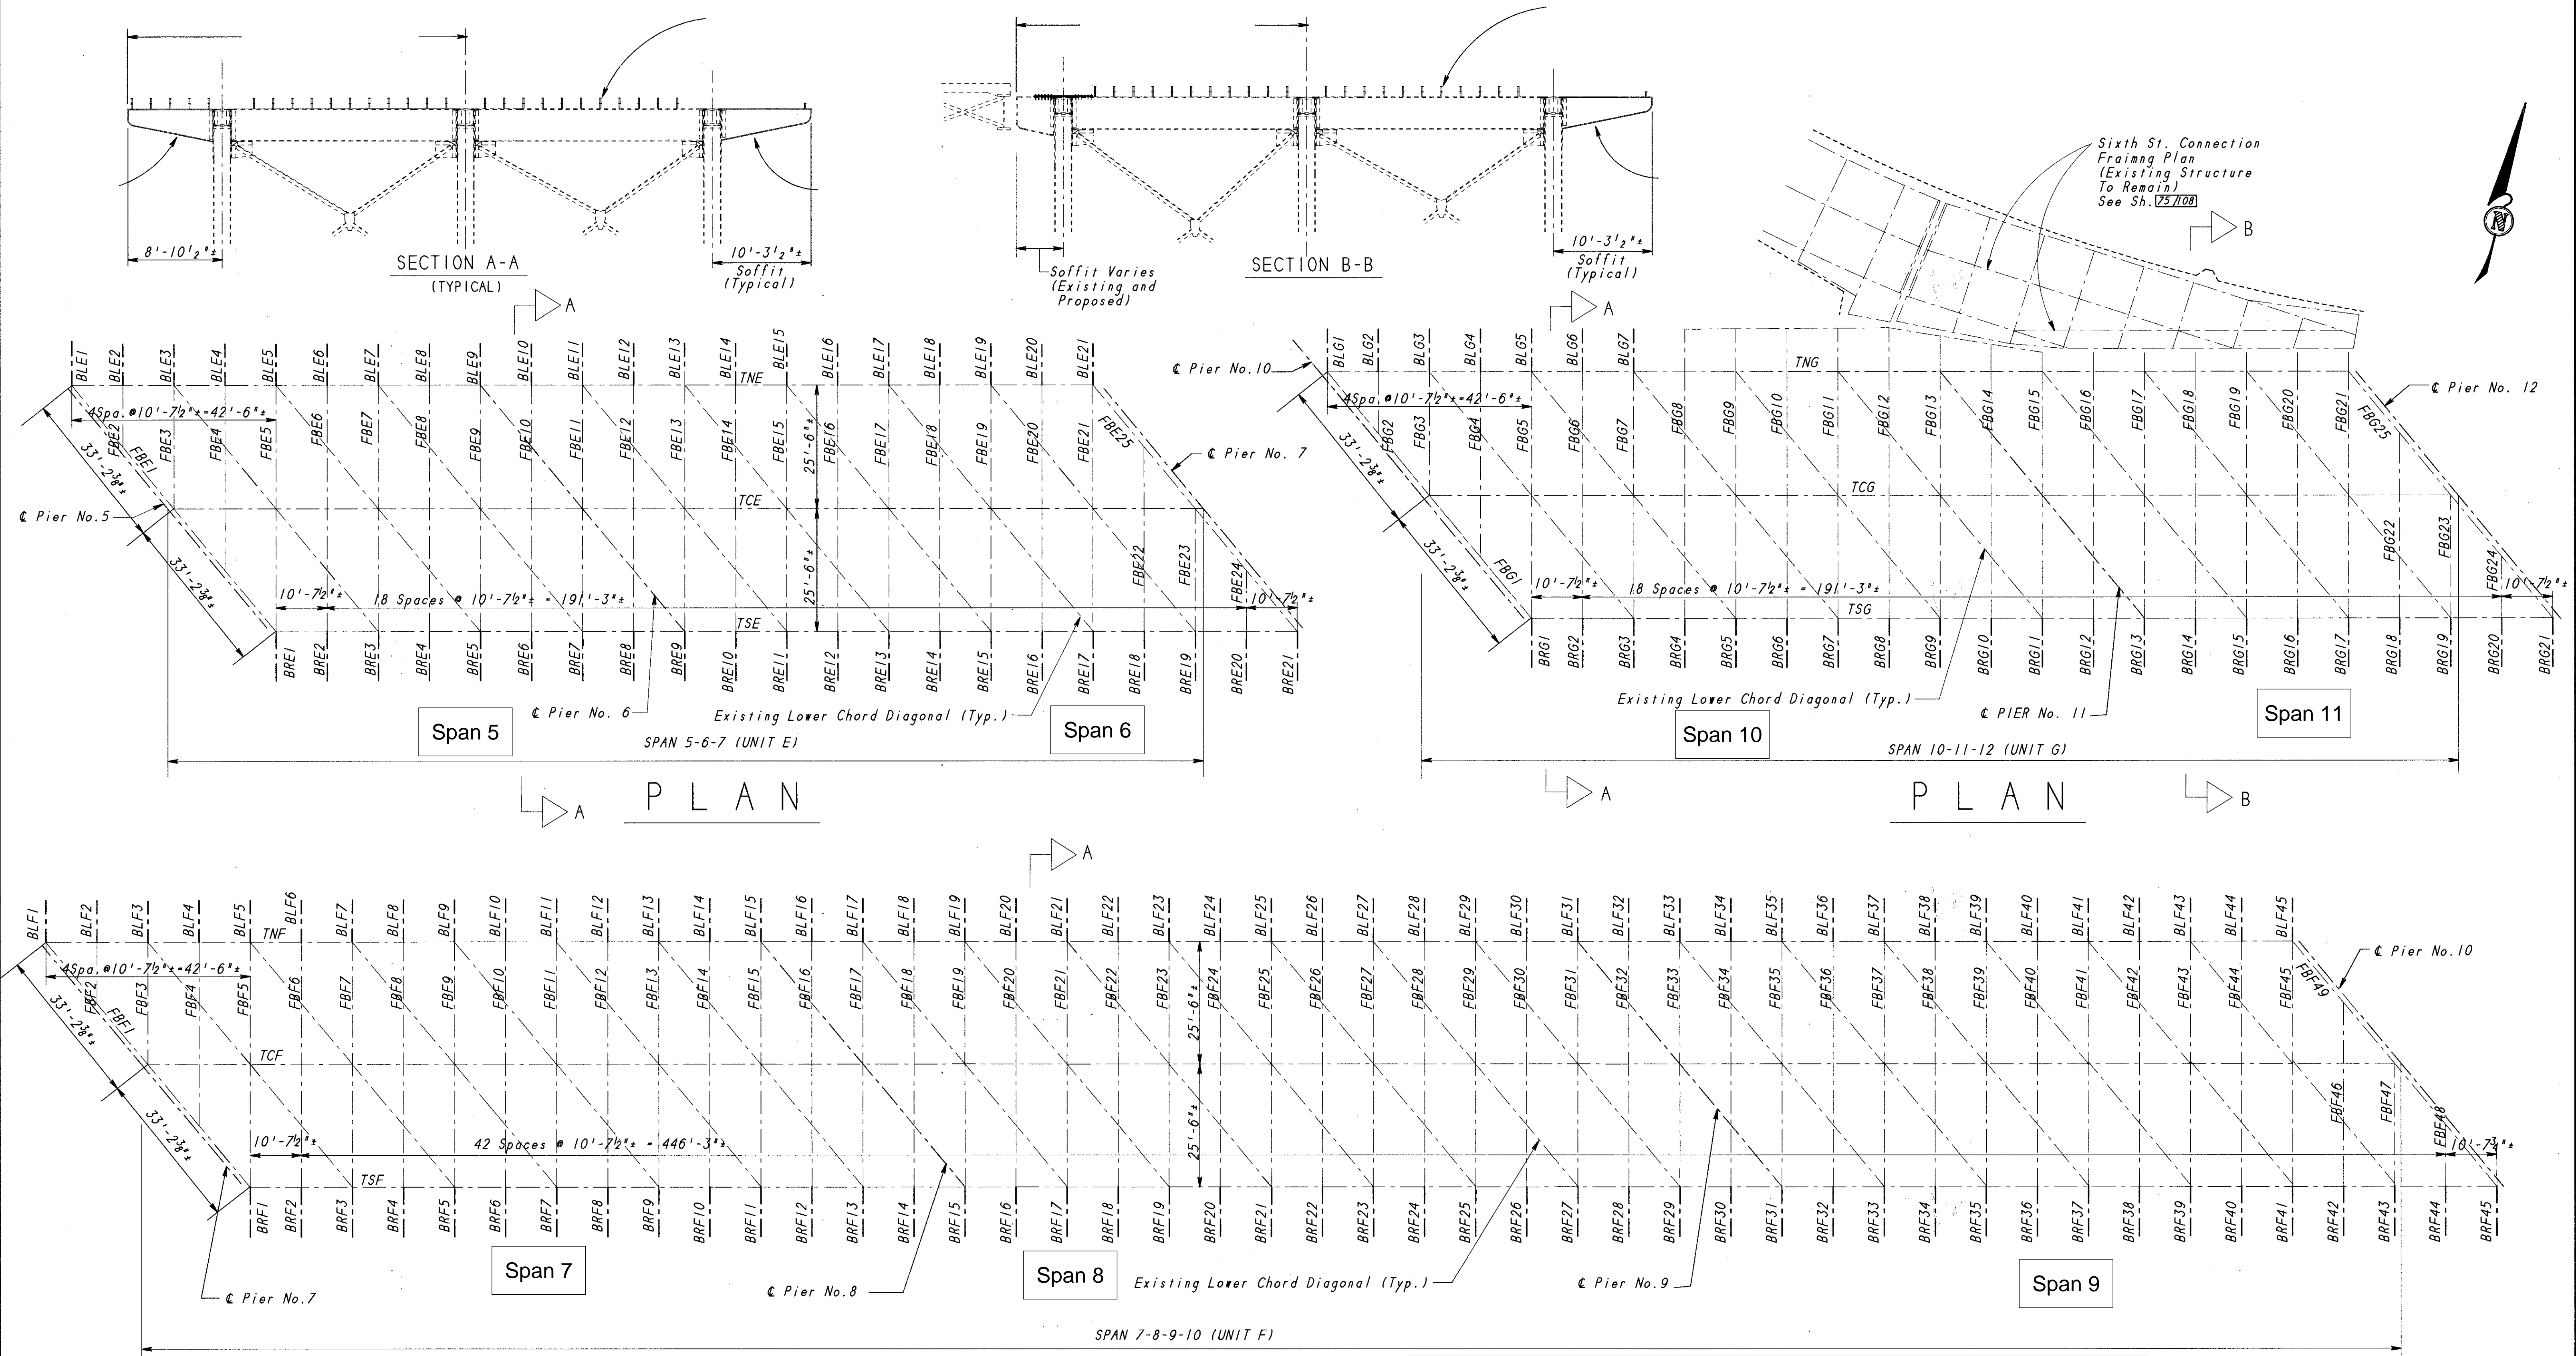 8'-10½"±
SECTION A-A
(TYPICAL)
10'-3½"±
Soffit
(Typical)
Soffit Varies
(Existing and
Proposed)
SECTION B-B
10'-3½"±
Soffit
(Typical)
Sixth St. Connection
Fraimng Plan
(Existing Structure
To Remain)
See Sh. 75/108
B
N
A
BLE1 BLE2 BLE3 BLE4 BLE5 BLE6 BLE7 BLE8 BLE9 BLE10 BLE11 BLE12 BLE13 BLE14 BLE15 BLE16 BLE17 BLE18 BLE19 BLE20 BLE21
TNE
4Spa.@10'-7½"±=42'-6"±
FBE1 FBE2 FBE3 FBE4 FBE5 FBE6 FBE7 FBE8 FBE9 FBE10 FBE11 FBE12 FBE13 FBE14 FBE15 FBE16 FBE17 FBE18 FBE19 FBE20 FBE21 FBE25
25'-6"±
33'-2⅜"±
℄ Pier No. 7
℄ Pier No.5
TCE
FBE22 FBE23 FBE24
25'-6"±
33'-2⅜"±
10'-7½"±
18 Spaces @ 10'-7½"± = 191'-3"±
10'-7½"±
TSE
BRE1 BRE2 BRE3 BRE4 BRE5 BRE6 BRE7 BRE8 BRE9 BRE10 BRE11 BRE12 BRE13 BRE14 BRE15 BRE16 BRE17 BRE18 BRE19 BRE20 BRE21
℄ Pier No. 6
Existing Lower Chord Diagonal (Typ.)
Span 5
Span 6
SPAN 5-6-7 (UNIT E)
A
PLAN
A
℄ Pier No.10
BLG1 BLG2 BLG3 BLG4 BLG5 BLG6 BLG7
TNG
℄ Pier No. 12
4Spa.@10'-7½"±=42'-6"±
FBG2 FBG3 FBG4 FBG5 FBG6 FBG7 FBG8 FBG9 FBG10 FBG11 FBG12 FBG13 FBG14 FBG15 FBG16 FBG17 FBG18 FBG19 FBG20 FBG21 FBG25
33'-2⅜"±
TCG
FBG1
FBG22 FBG23 FBG24
33'-2⅜"±
10'-7½"±
18 Spaces @ 10'-7½"± = 191'-3"±
10'-7½"±
TSG
BRG1 BRG2 BRG3 BRG4 BRG5 BRG6 BRG7 BRG8 BRG9 BRG10 BRG11 BRG12 BRG13 BRG14 BRG15 BRG16 BRG17 BRG18 BRG19 BRG20 BRG21
Existing Lower Chord Diagonal (Typ.)
℄ PIER No. 11
Span 10
Span 11
SPAN 10-11-12 (UNIT G)
A
PLAN
B
A
BLF1 BLF2 BLF3 BLF4 BLF5 BLF6 BLF7 BLF8 BLF9 BLF10 BLF11 BLF12 BLF13 BLF14 BLF15 BLF16 BLF17 BLF18 BLF19 BLF20 BLF21 BLF22 BLF23 BLF24 BLF25 BLF26 BLF27 BLF28 BLF29 BLF30 BLF31 BLF32 BLF33 BLF34 BLF35 BLF36 BLF37 BLF38 BLF39 BLF40 BLF41 BLF42 BLF43 BLF44 BLF45
TNF
℄ Pier No.10
4Spa.@10'-7½"±=42'-6"±
FBF1 FBF2 FBF3 FBF4 FBF5 FBF6 FBF7 FBF8 FBF9 FBF10 FBF11 FBF12 FBF13 FBF14 FBF15 FBF16 FBF17 FBF18 FBF19 FBF20 FBF21 FBF22 FBF23 FBF24 FBF25 FBF26 FBF27 FBF28 FBF29 FBF30 FBF31 FBF32 FBF33 FBF34 FBF35 FBF36 FBF37 FBF38 FBF39 FBF40 FBF41 FBF42 FBF43 FBF44 FBF45 FBF49
25'-6"±
33'-2⅜"±
TCF
FBF46 FBF47 FBF48
25'-6"±
33'-2⅜"±
10'-7½"±
42 Spaces @ 10'-7½"± = 446'-3"±
10'-7¾"±
TSF
BRF1 BRF2 BRF3 BRF4 BRF5 BRF6 BRF7 BRF8 BRF9 BRF10 BRF11 BRF12 BRF13 BRF14 BRF15 BRF16 BRF17 BRF18 BRF19 BRF20 BRF21 BRF22 BRF23 BRF24 BRF25 BRF26 BRF27 BRF28 BRF29 BRF30 BRF31 BRF32 BRF33 BRF34 BRF35 BRF36 BRF37 BRF38 BRF39 BRF40 BRF41 BRF42 BRF43 BRF44 BRF45
Span 7
Span 8
Span 9
℄ Pier No.7
℄ Pier No.8
Existing Lower Chord Diagonal (Typ.)
℄ Pier No.9
SPAN 7-8-9-10 (UNIT F)